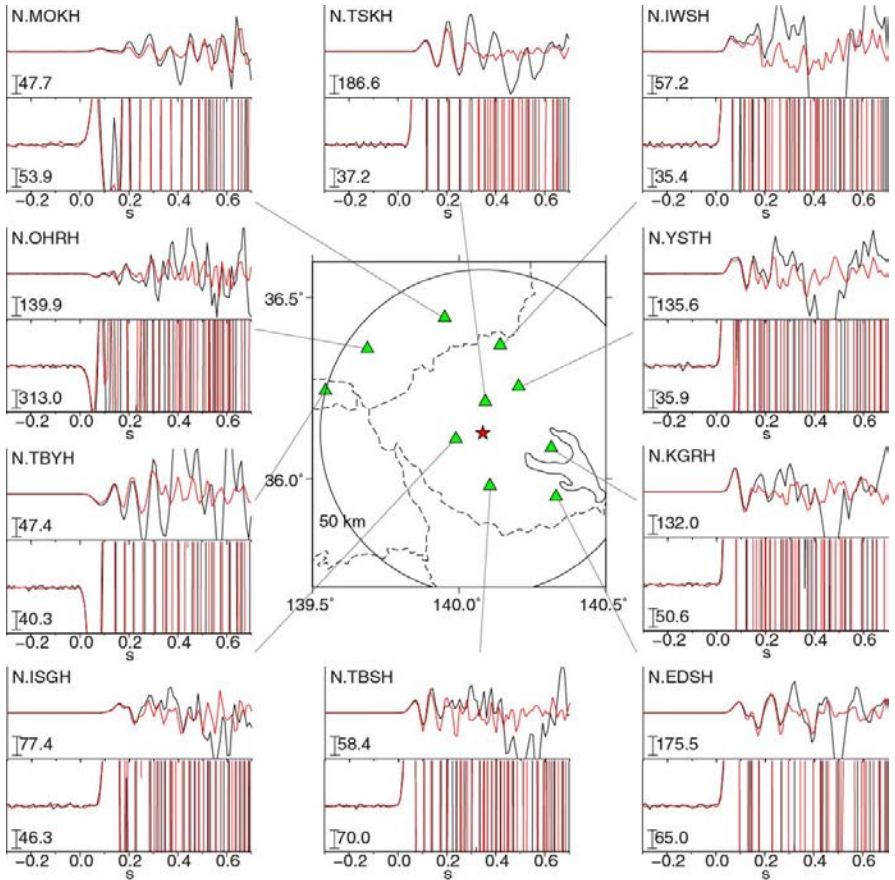 N.MOKH
47.7
53.9
−0.2 0.0 0.2 0.4 0.6
s
N.TSKH
186.6
37.2
−0.2 0.0 0.2 0.4 0.6
s
N.IWSH
57.2
35.4
−0.2 0.0 0.2 0.4 0.6
s
N.OHRH
139.9
313.0
−0.2 0.0 0.2 0.4 0.6
s
36.5°
36.0°
50 km
139.5° 140.0° 140.5°
N.YSTH
135.6
35.9
−0.2 0.0 0.2 0.4 0.6
s
N.TBYH
47.4
40.3
−0.2 0.0 0.2 0.4 0.6
s
N.KGRH
132.0
50.6
−0.2 0.0 0.2 0.4 0.6
s
N.ISGH
77.4
46.3
−0.2 0.0 0.2 0.4 0.6
s
N.TBSH
58.4
70.0
−0.2 0.0 0.2 0.4 0.6
s
N.EDSH
175.5
65.0
−0.2 0.0 0.2 0.4 0.6
s